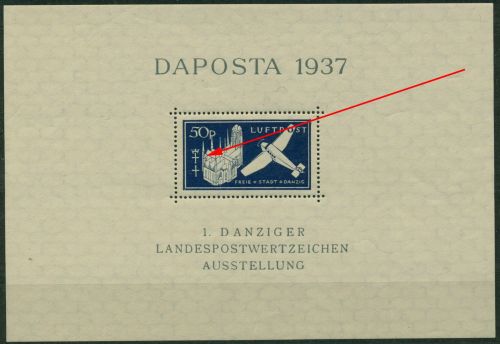 DAPOSTA 1937
50P LUFTPOST
FREIE + STADT + DANZIG
1. DANZIGER
LANDESPOSTWERTZEICHEN
AUSSTELLUNG